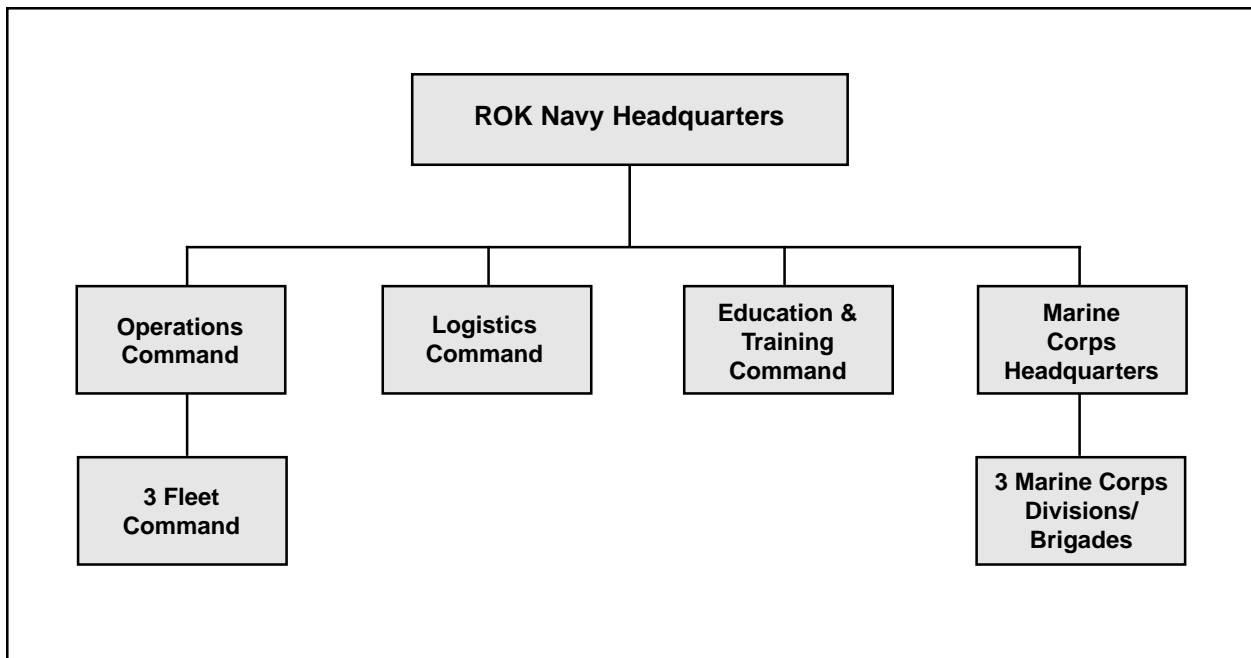 ROK Navy Headquarters
Operations
Command
Logistics
Command
Education &
Training
Command
Marine
Corps
Headquarters
3 Fleet
Command
3 Marine Corps
Divisions/
Brigades